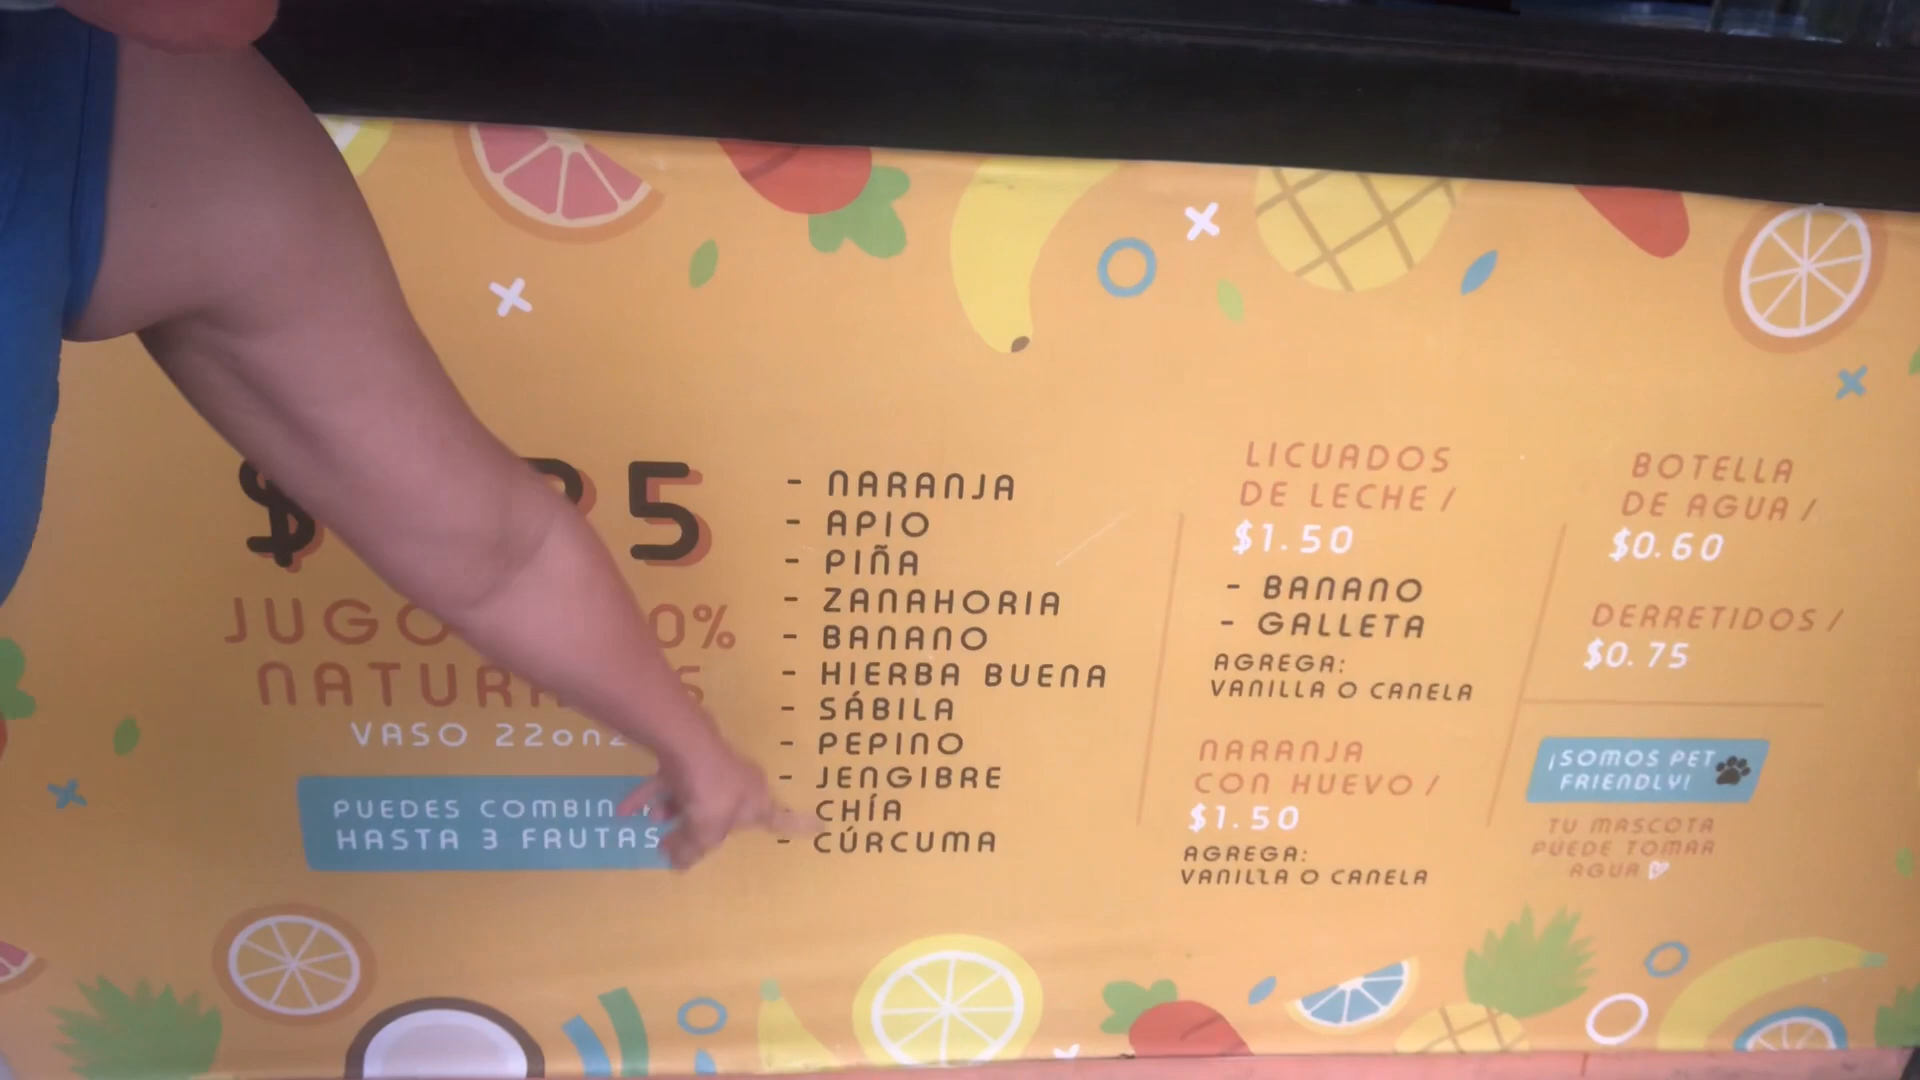 JUGO
VASO 22onz
PUEDES
HASTA 3 FRUTAS
- NARANJA
- APIO
- PIÑA
- ZANAHORIA
- BANANO
- HIERBA BUENA
- SÁBILA
- PEPINO
- JENGIBRE
- CHÍA
- CÚRCUMA
LICUADOS
DE LECHE /
$1.50
- BANANO
- GALLETA
AGREGA:
VANILLA O CANELA
NARANJA
CON HUEVO /
$1.50
AGREGA:
VANILLA O CANELA
BOTELLA
DE AGUA /
$0.60
DERRETIDOS /
$0.75
¡SOMOS PET
FRIENDLY!
TU MASCOTA
PUEDE TOMAR
AGUA